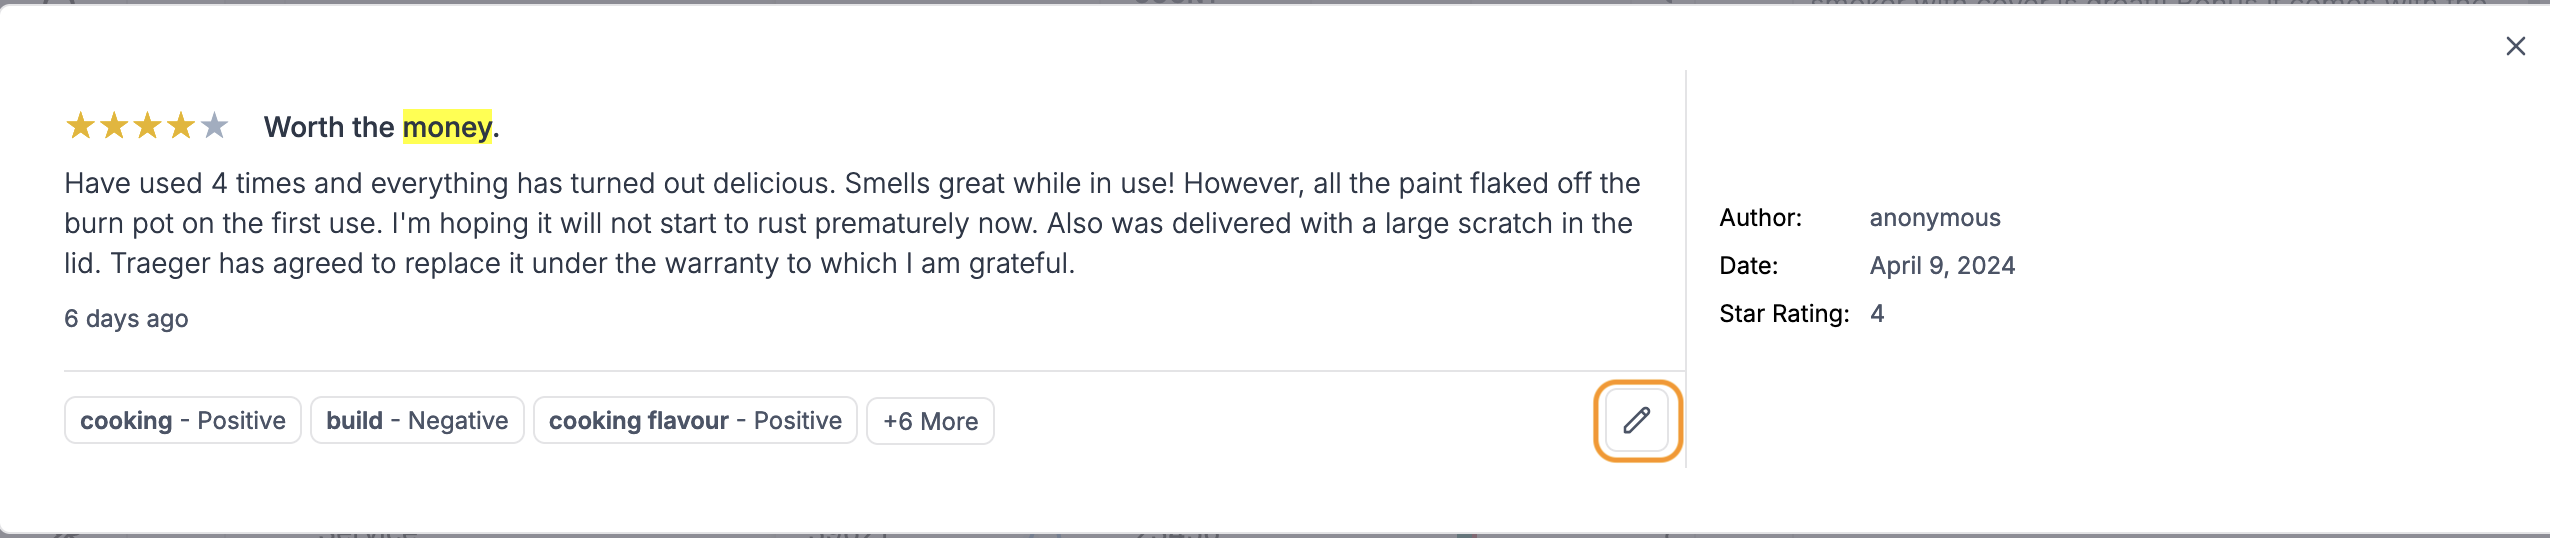 Worth the money.
Have used 4 times and everything has turned out delicious. Smells great while in use! However, all the paint flaked off the
burn pot on the first use. I'm hoping it will not start to rust prematurely now. Also was delivered with a large scratch in the
lid. Traeger has agreed to replace it under the warranty to which I am grateful.
6 days ago
cooking - Positive build - Negative cooking flavour - Positive +6 More
Author: anonymous
Date: April 9, 2024
Star Rating: 4